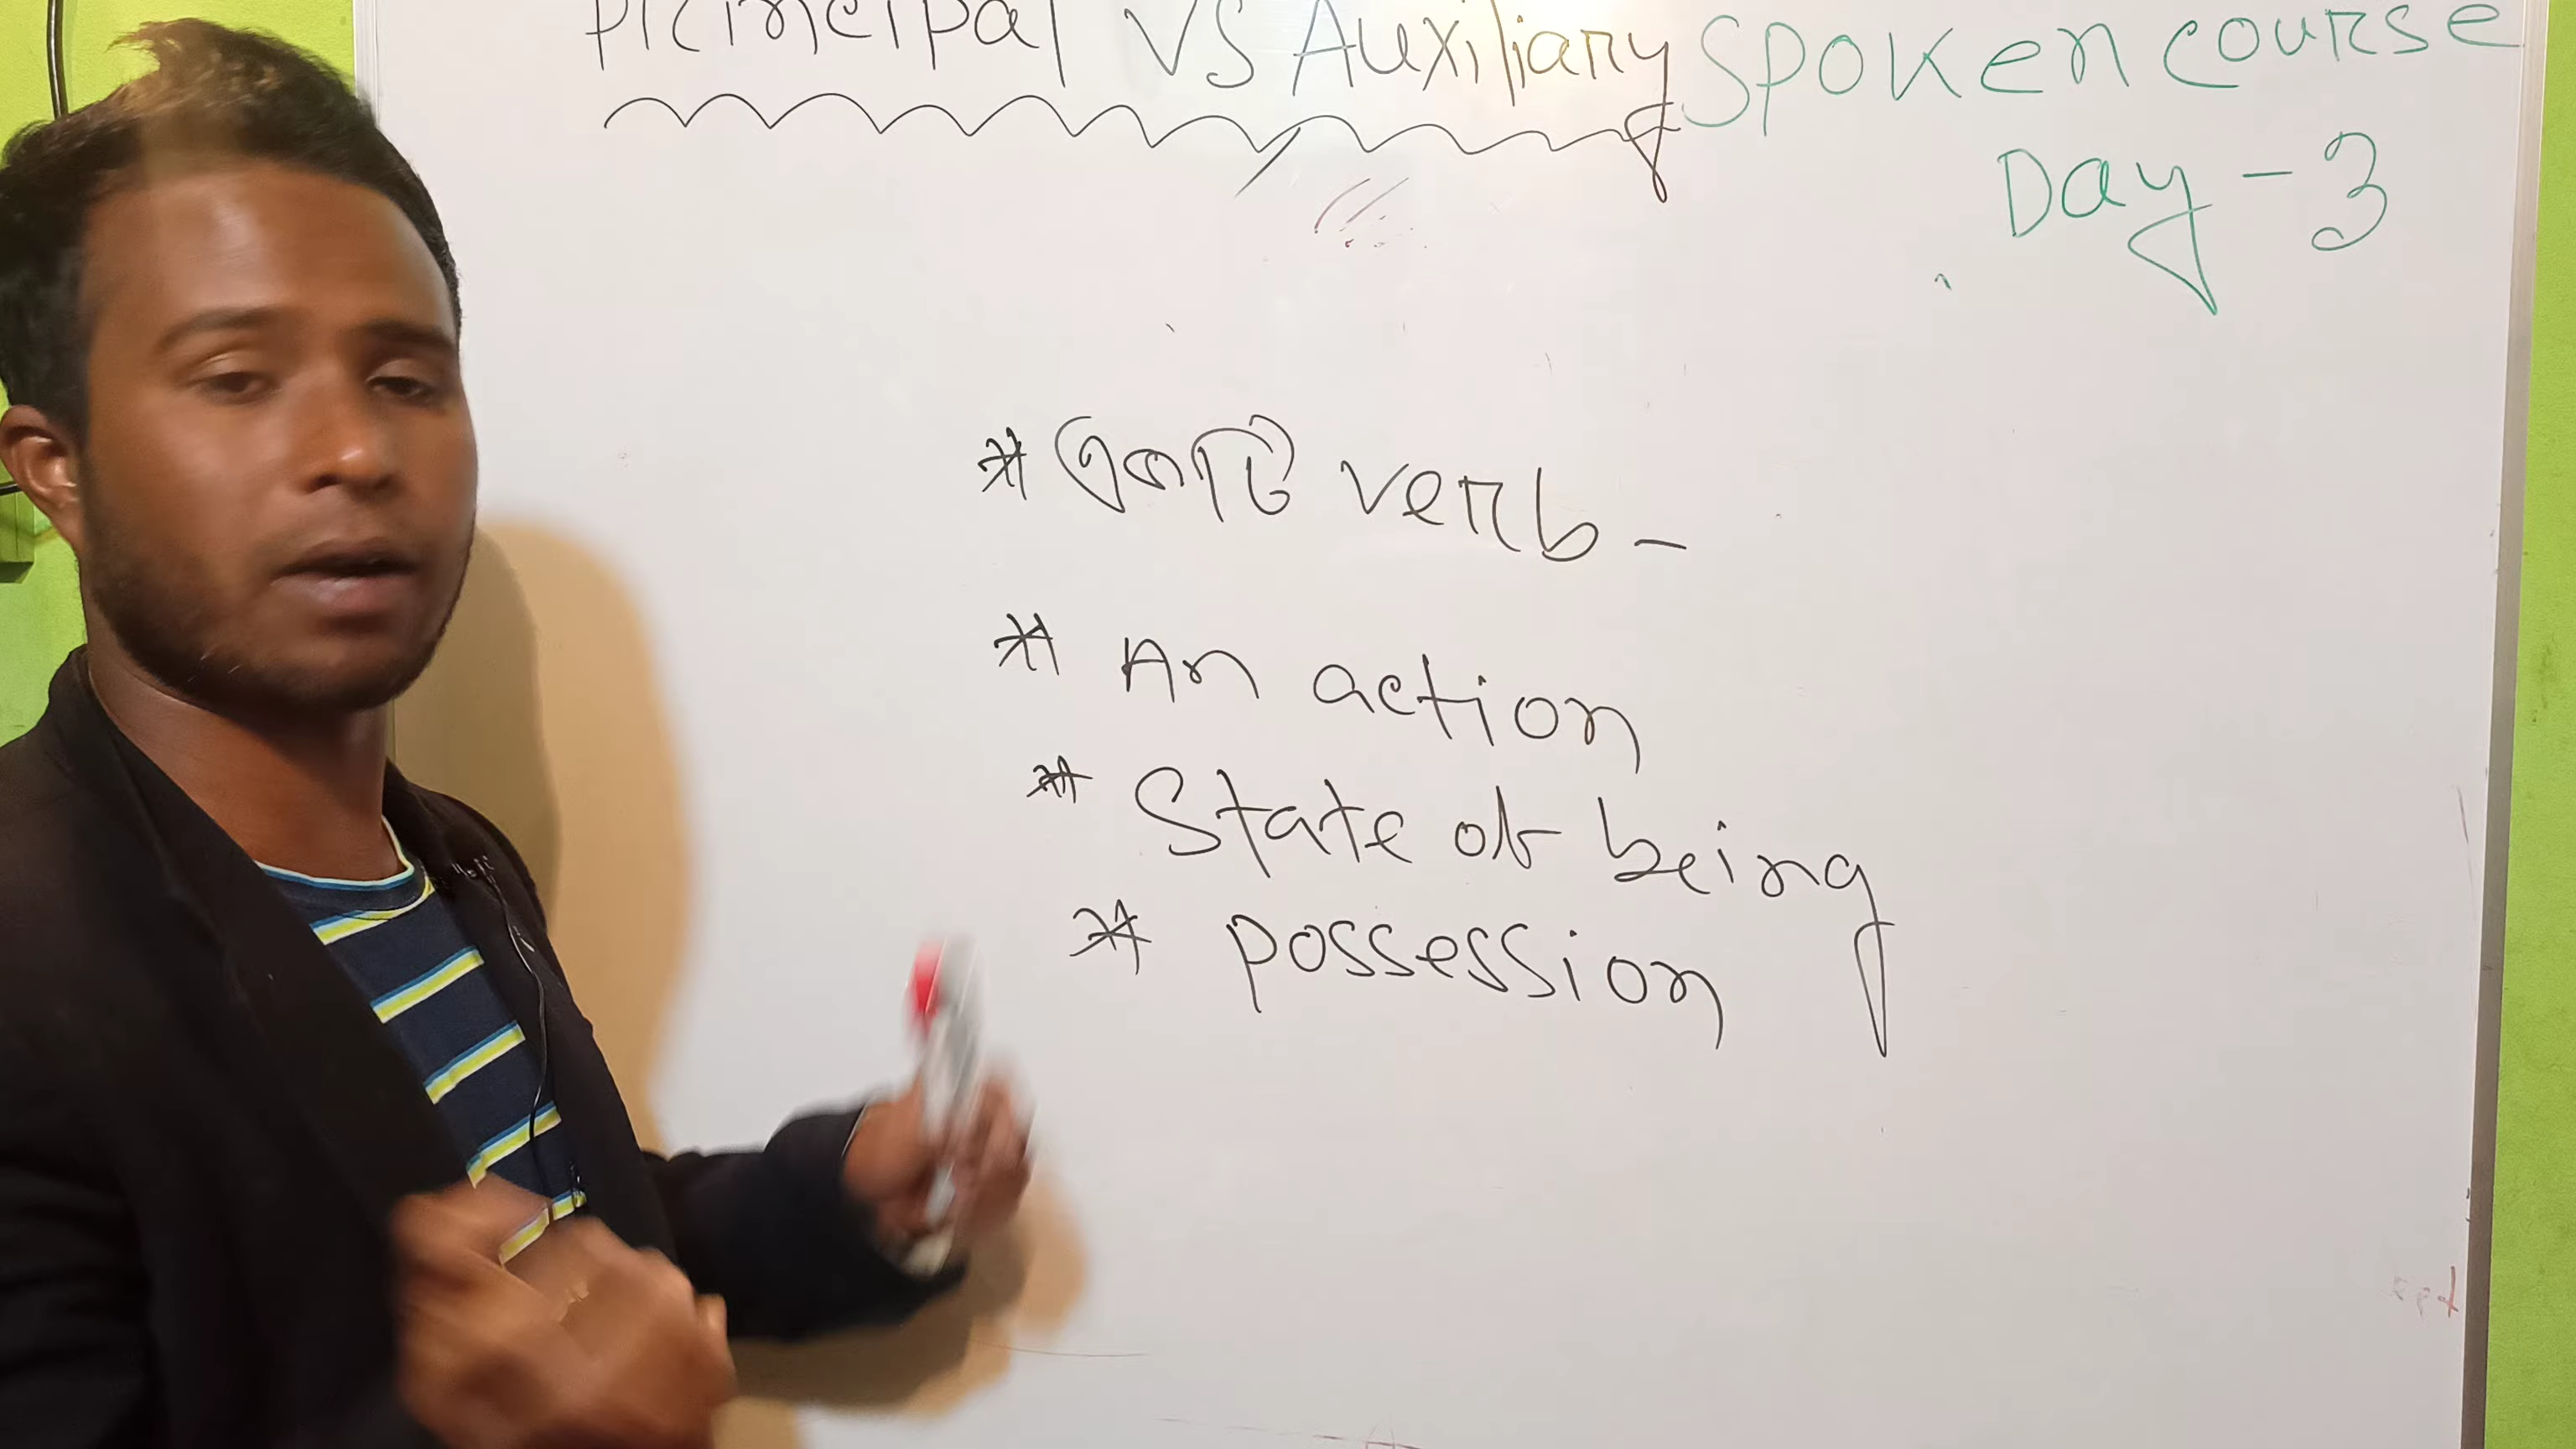 Principal VS Auxiliary
Spoken course
Day - 3
* একটি verb -
* An action
* State of being
* possession